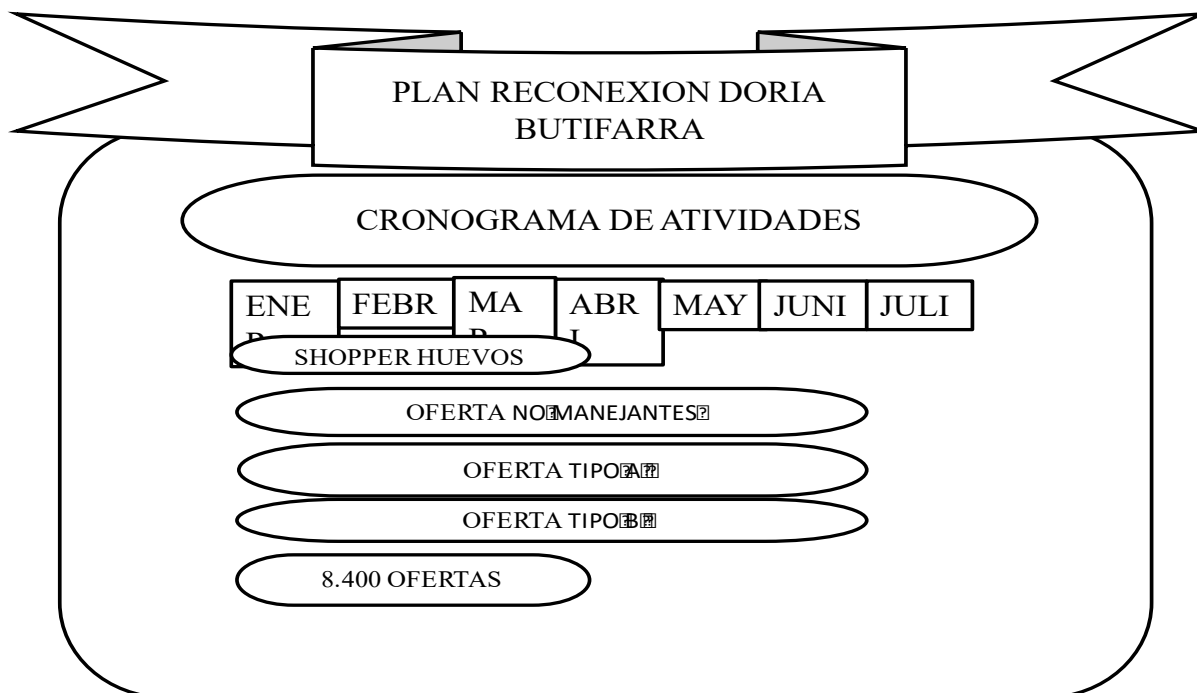 PLAN RECONEXION DORIA
BUTIFARRA
CRONOGRAMA DE ATIVIDADES
ENE FEBR MA ABR MAY JUNI JULI
SHOPPER HUEVOS
OFERTA NO MANEJANTES
OFERTA TIPO A
OFERTA TIPO B
8.400 OFERTAS